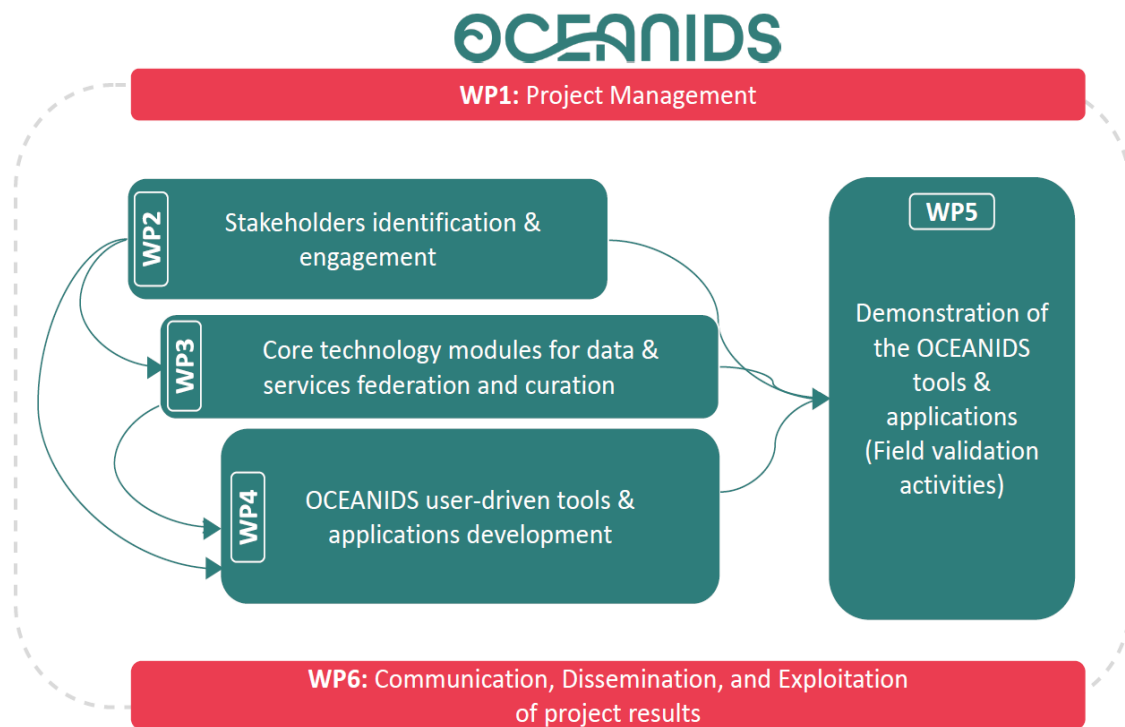 OCEANIDS
WP1: Project Management
WP2
Stakeholders identification &
engagement
WP3
Core technology modules for data &
services federation and curation
WP4
OCEANIDS user-driven tools &
applications development
WP5
Demonstration of
the OCEANIDS
tools &
applications
(Field validation
activities)
WP6: Communication, Dissemination, and Exploitation
of project results